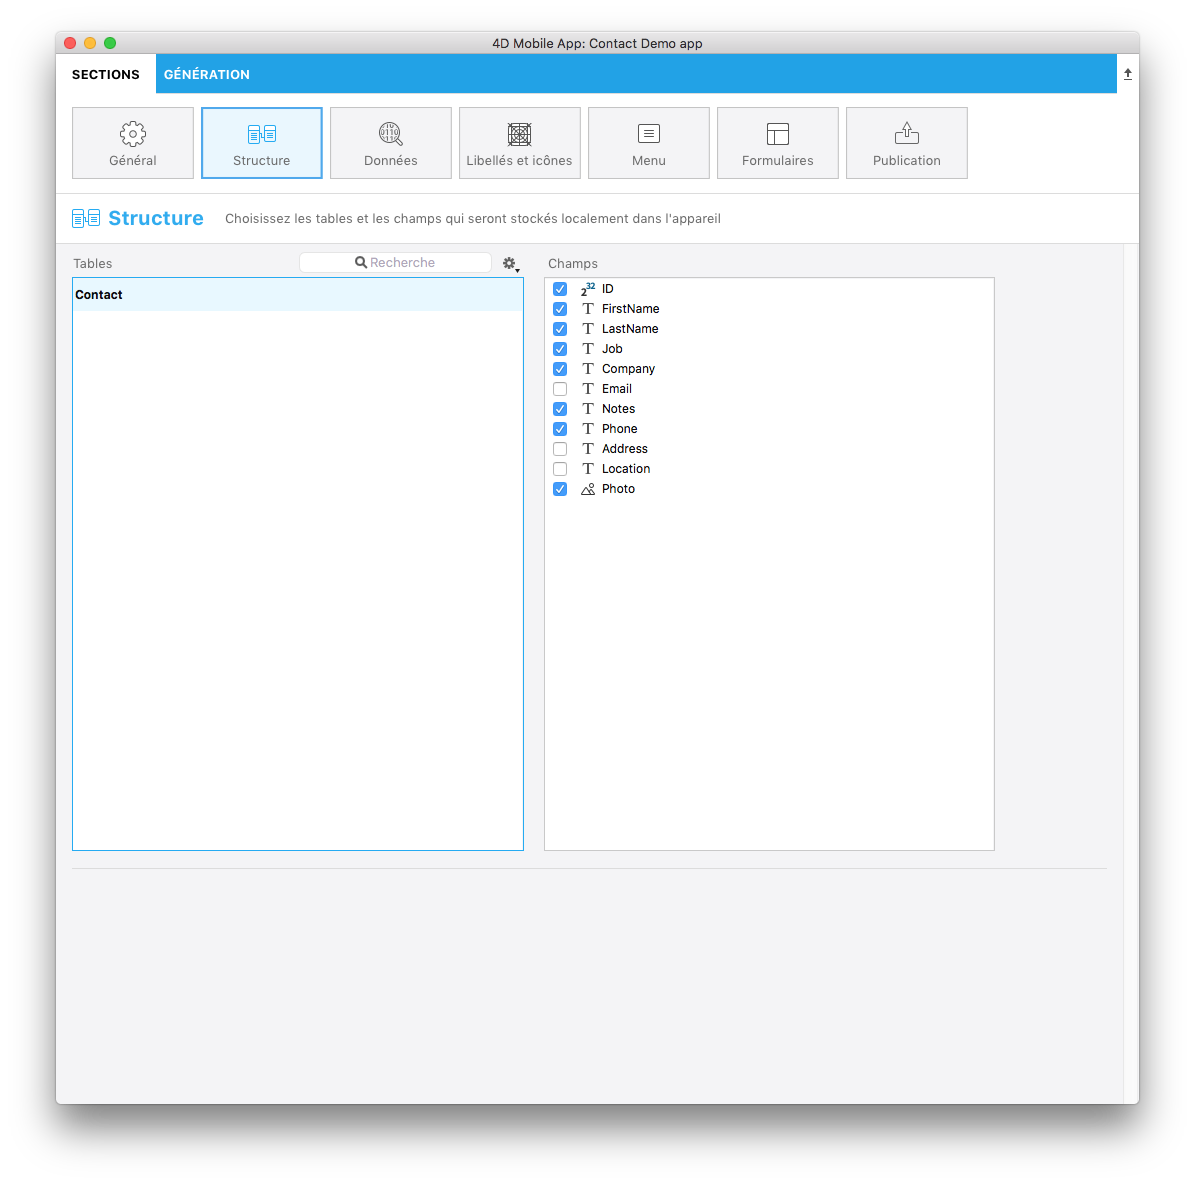 4D Mobile App: Contact Demo app
SECTIONS
GÉNÉRATION
Général
Structure
Données
Libellés et icônes
Menu
Formulaires
Publication
Structure
Choisissez les tables et les champs qui seront stockés localement dans l'appareil
Tables
Recherche
Champs
Contact
ID
FirstName
LastName
Job
Company
Email
Notes
Phone
Address
Location
Photo